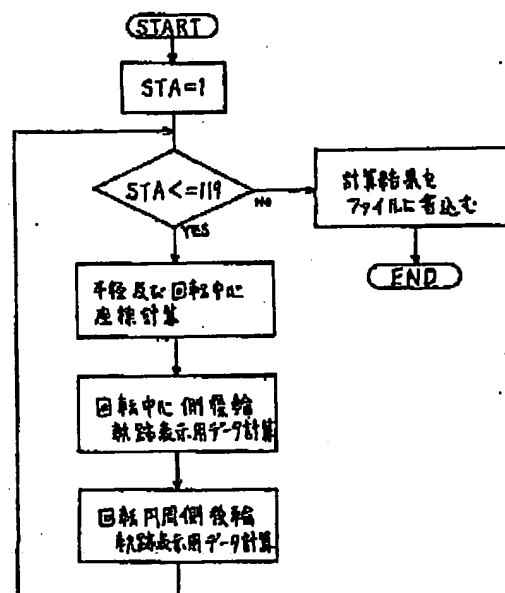 START
STA=1
STA<=119
NO
YES
計算結果を
ファイルに書込む
END
半径及び回転中心
座標計算
回転中心側後輪
軌跡表示用データ計算
回転円周側後輪
軌跡表示用データ計算